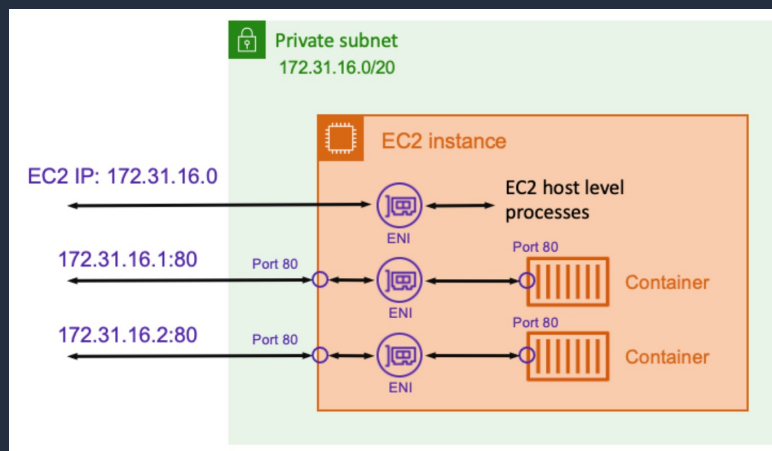 Private subnet
172.31.16.0/20
EC2 instance
EC2 IP: 172.31.16.0
EC2 host level
processes
ENI
172.31.16.1:80
Port 80
Port 80
Container
ENI
172.31.16.2:80
Port 80
Port 80
Container
ENI